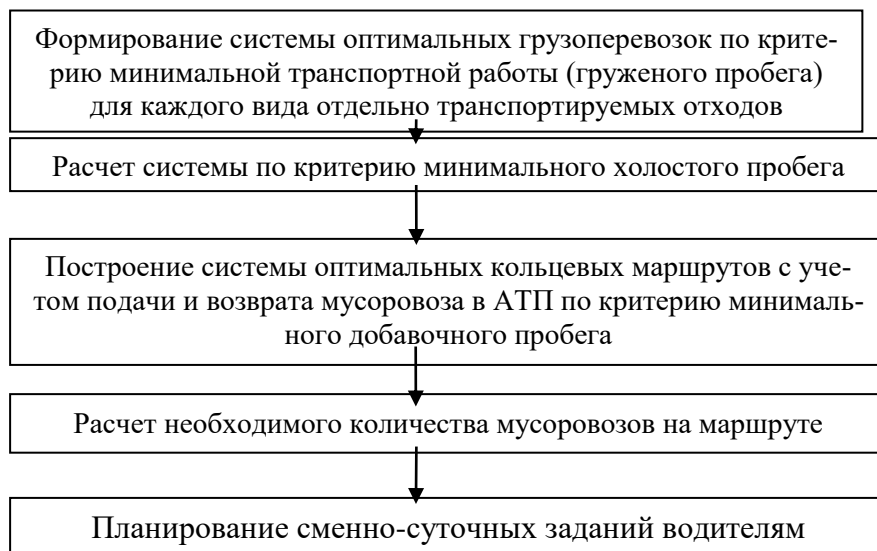 Формирование системы оптимальных грузоперевозок по крите-
рию минимальной транспортной работы (груженого пробега)
для каждого вида отдельно транспортируемых отходов
Расчет системы по критерию минимального холостого пробега
Построение системы оптимальных кольцевых маршрутов с уче-
том подачи и возврата мусоровоза в АТП по критерию минималь-
ного добавочного пробега
Расчет необходимого количества мусоровозов на маршруте
Планирование сменно-суточных заданий водителям